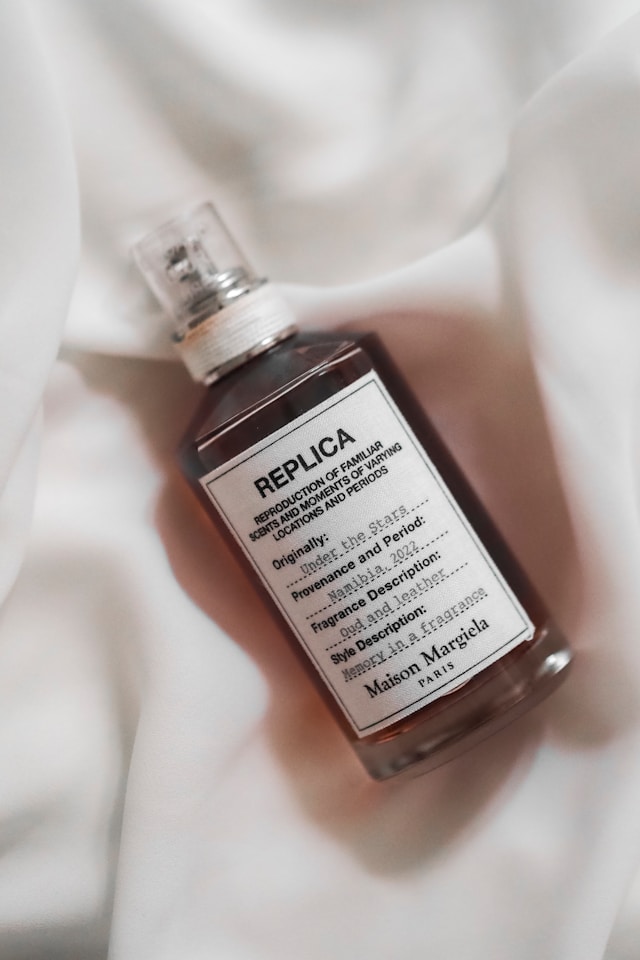 REPLICA
REPRODUCTION OF FAMILIAR
SCENTS AND MOMENTS OF VARYING
LOCATIONS AND PERIODS
Originally:
Under the Stars
Provenance and Period:
Namibia, 2022
Fragrance Description:
Oud and leather
Style Description:
Memory in a fragrance
Maison Margiela
PARIS